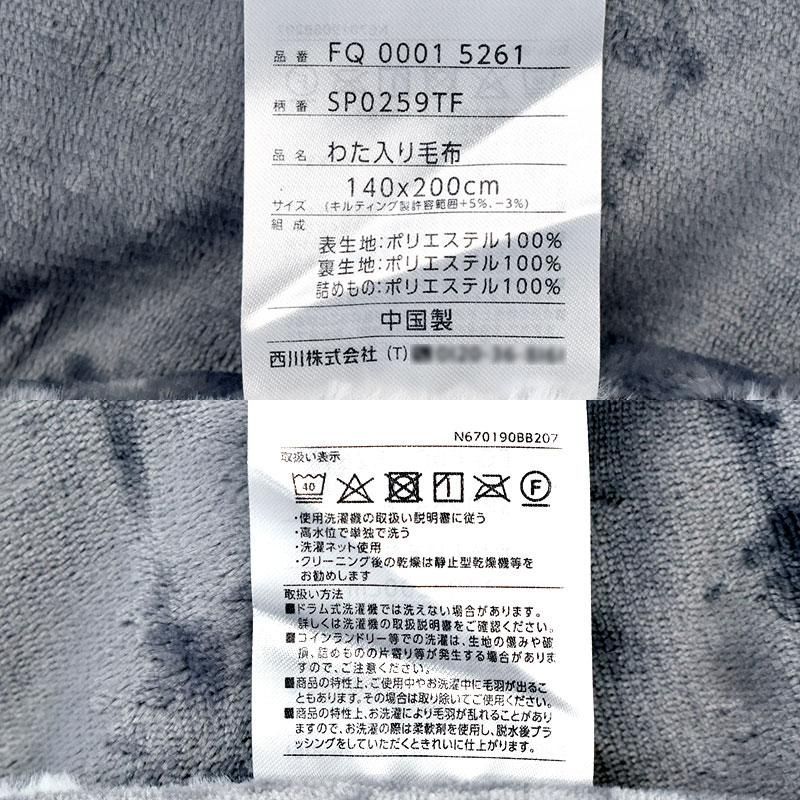 品番 FQ 0001 5261
柄番 SP0259TF
品名 わた入り毛布
サイズ 140x200cm
(キルティング製許容範囲+5%、-3%)
組成
表生地:ポリエステル100%
裏生地:ポリエステル100%
詰めもの:ポリエステル100%
中国製
西川株式会社 (T)
N670190BB207
取扱い表示
40
F
・使用洗濯機の取扱い説明書に従う
・高水位で単独で洗う
・洗濯ネット使用
・クリーニング後の乾燥は静止型乾燥機等を
お勧めします
取扱い方法
■ドラム式洗濯機では洗えない場合があります。
詳しくは洗濯機の取扱説明書をご確認ください。
■コインランドリー等での洗濯は、生地の傷みや破
損、詰めものの片寄り等が発生する場合がありま
すので、ご注意ください。
■商品の特性上、ご使用中やお洗濯中に毛羽が出るこ
ともあります。その場合は取り除いてご使用ください。
■商品の特性上、お洗濯により毛羽が乱れることがあり
ますので、お洗濯の際は柔軟剤を使用し、脱水後ブラ
ッシングをしていただくときれいに仕上がります。